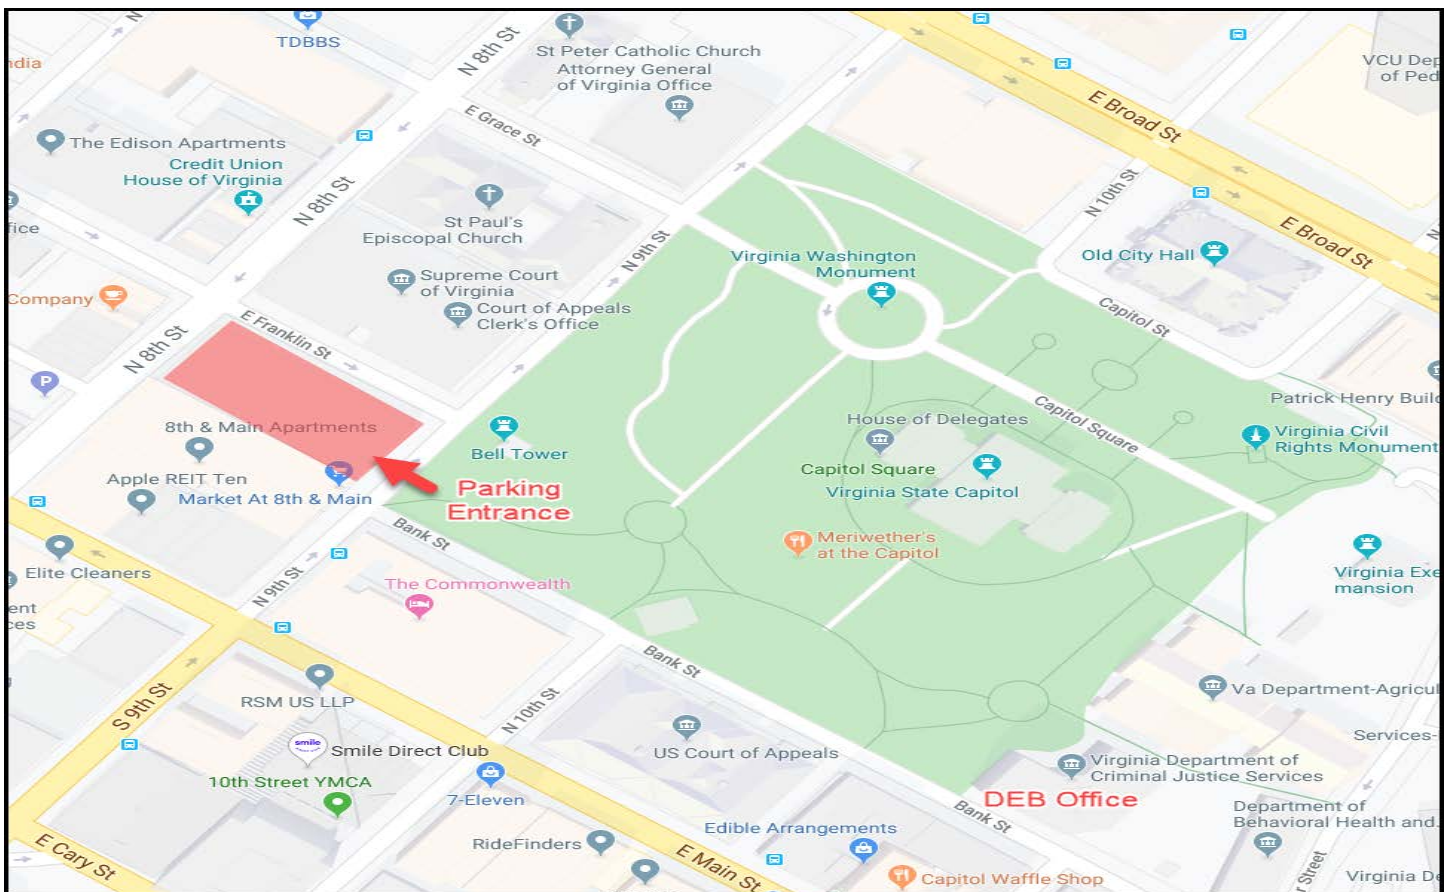 TDBBS
N 8th St
St Peter Catholic Church
Attorney General
of Virginia Office
VCU Dep
of Ped
ndia
E Broad St
E Grace St
The Edison Apartments
Credit Union
House of Virginia
N 8th St
N 10th St
St Paul's
Episcopal Church
fice
N 9th St
E Broad St
Virginia Washington
Monument
Old City Hall
Supreme Court
of Virginia
Court of Appeals
Clerk's Office
Company
Capitol St
E Franklin St
N 8th St
P
Patrick Henry Build
8th & Main Apartments
Bell Tower
House of Delegates
Capitol Square
Virginia Civil
Rights Monument
Capitol Square
Virginia State Capitol
Apple REIT Ten
Market At 8th & Main
Parking
Entrance
Bank St
Meriwether's
at the Capitol
Elite Cleaners
N 9th St
The Commonwealth
Virginia Exe
mansion
ent
ces
Bank St
S 9th St
RSM US LLP
N 10th St
Va Department-Agricul
Services-
smile
Smile Direct Club
US Court of Appeals
Virginia Department of
Criminal Justice Services
10th Street YMCA
7-Eleven
DEB Office
Bank St
Department of
Behavioral Health and.
Edible Arrangements
RideFinders
E Cary St
E Main St
Capitol Waffle Shop
r Street
Virginia De